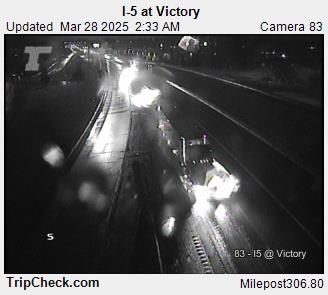 I-5 at Victory
Updated Mar 28 2025 2:33 AM Camera 83
T
S
83 - I5 @ Victory
TripCheck.com Milepost306.80